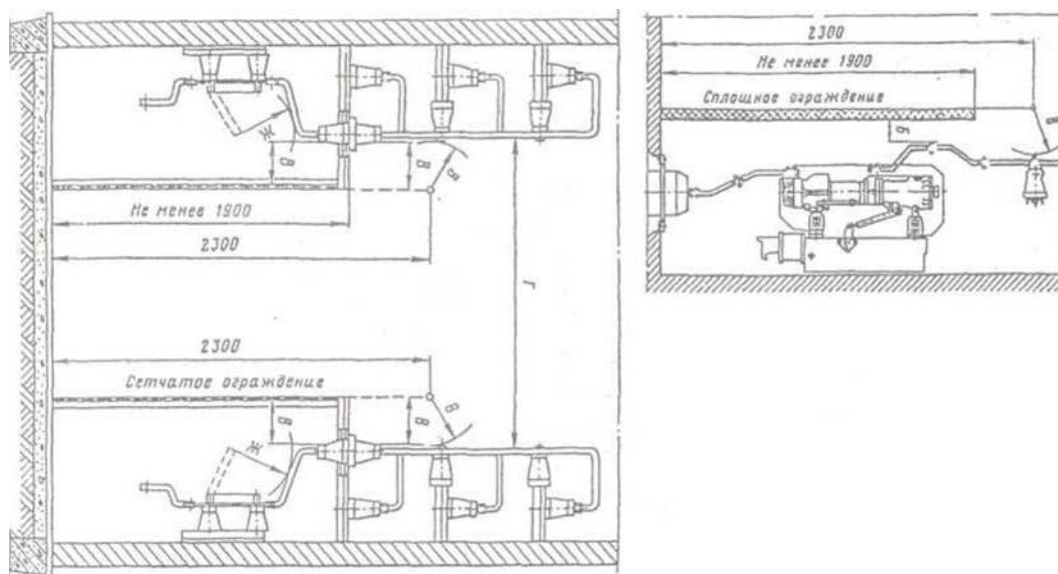 Ж
В
В
В
Не менее 1900
2300
Г
2300
Сетчатое ограждение
В
В
В
Ж
2300
Не менее 1900
Сплошное ограждение
Б
В